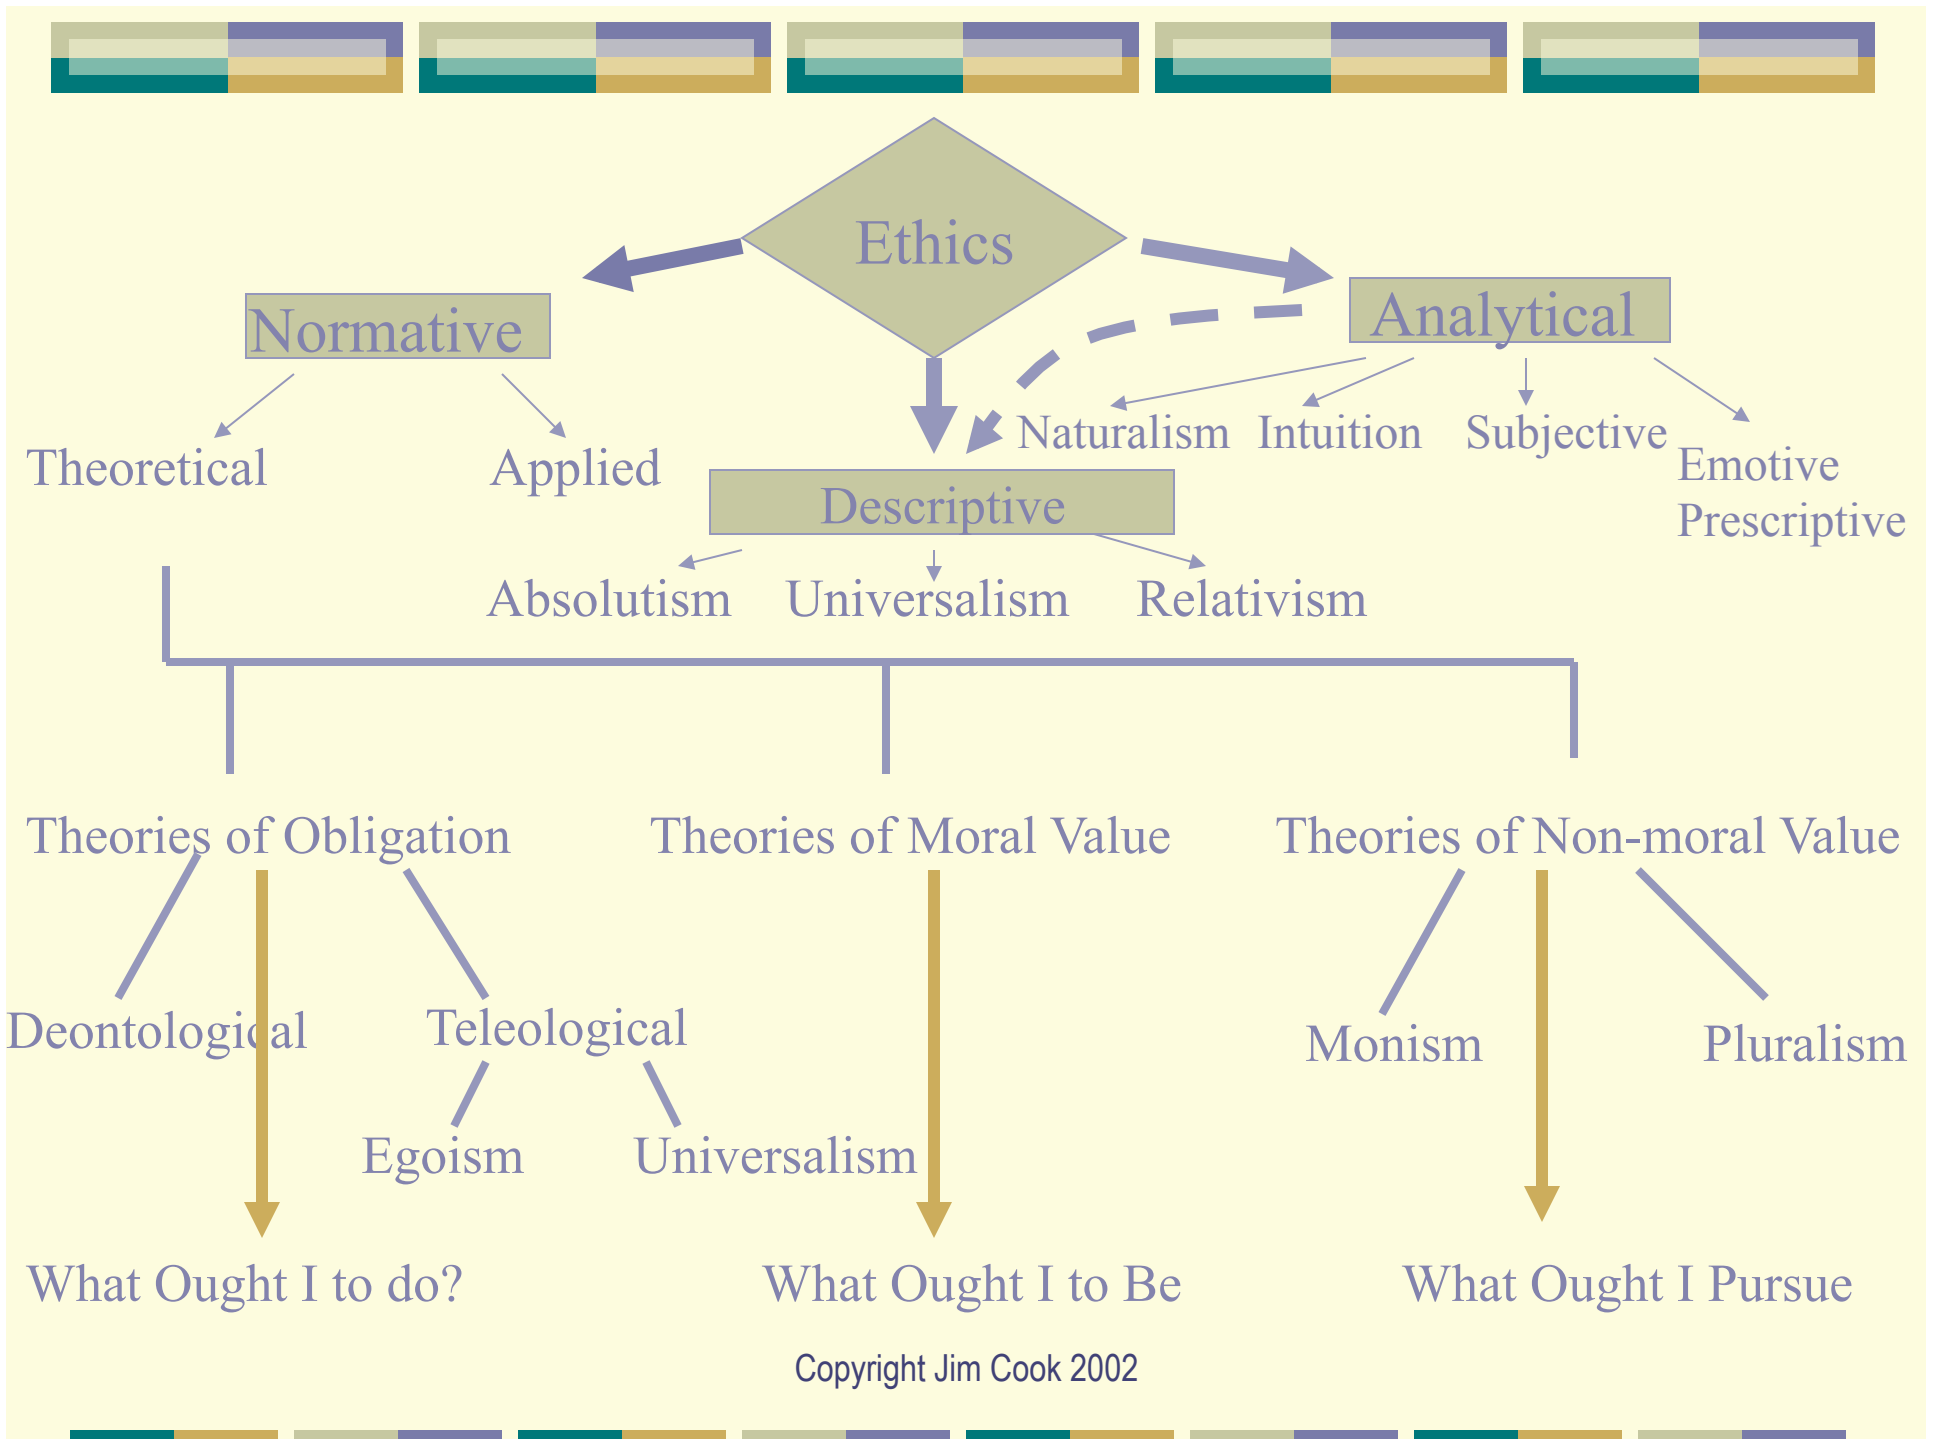 Ethics
Normative
Analytical
Theoretical
Applied
Naturalism
Intuition
Subjective
Emotive
Prescriptive
Descriptive
Absolutism
Universalism
Relativism
Theories of Obligation
Theories of Moral Value
Theories of Non-moral Value
Deontological
Teleological
Monism
Pluralism
Egoism
Universalism
What Ought I to do?
What Ought I to Be
What Ought I Pursue
Copyright Jim Cook 2002